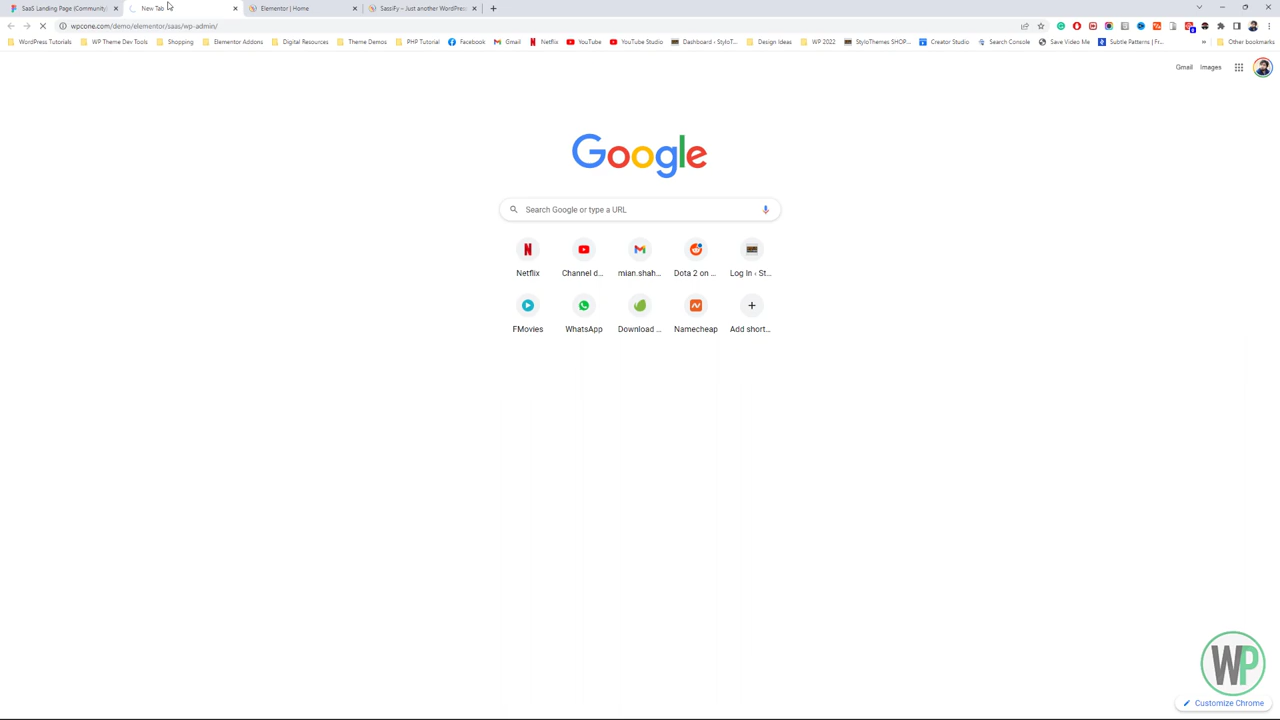 SaaS Landing Page (Community)
New Tab
Elementor | Home
SassiFy – Just another WordPress
wpcone.com/demo/elementor/saas/wp-admin/
WordPress Tutorials
WP Theme Dev Tools
Shopping
Elementor Addons
Digital Resources
Theme Demos
PHP Tutorial
Facebook
Gmail
Netflix
YouTube
YouTube Studio
Dashboard ‹ StyloT...
Design Ideas
WP 2022
StyloThemes SHOP...
Creator Studio
Search Console
Save Video Me
Subtle Patterns | Fr...
»
Other bookmarks
Gmail
Images
Google
Search Google or type a URL
Netflix
Channel d...
mian.shah...
Dota 2 on ...
Log In ‹ St...
FMovies
WhatsApp
Download ...
Namecheap
Add short...
WP
Customize Chrome